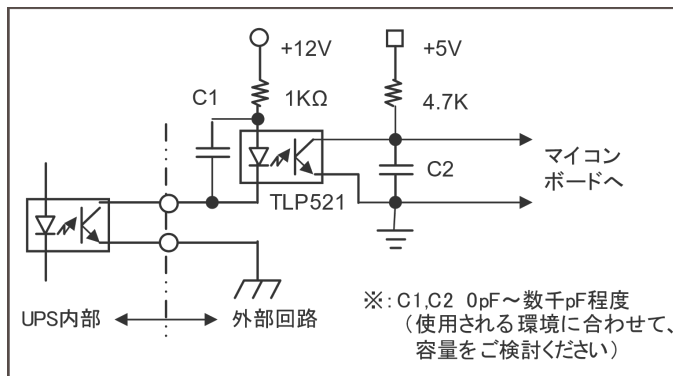 +12V
+5V
C1
1KΩ
4.7K
マイコン
ボードへ
C2
TLP521
UPS内部
外部回路
※:C1,C2 0pF～数千pF程度
(使用される環境に合わせて、
容量をご検討ください)